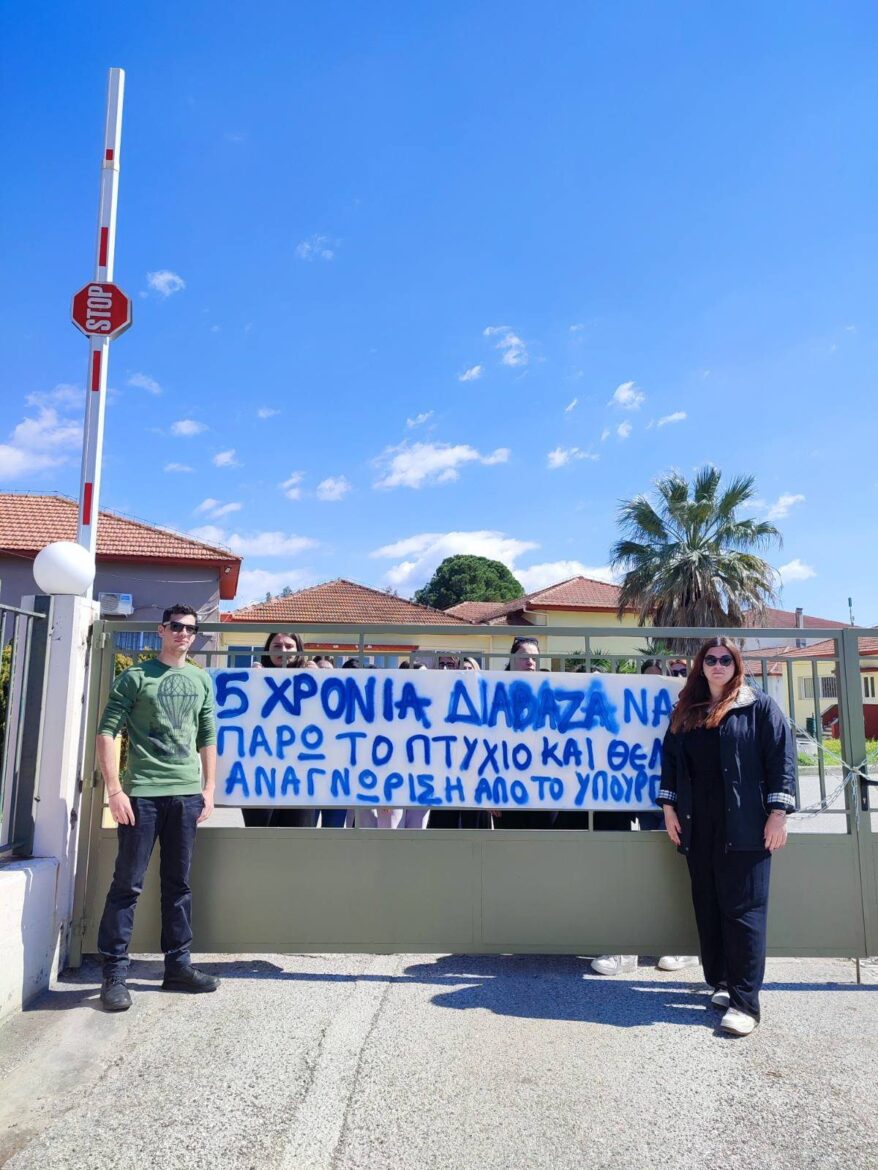 STOP
5 ΧΡΟΝΙΑ ΔΙΑΒΑΖΑ ΝΑ
ΠΑΡΩ ΤΟ ΠΤΥΧΙΟ ΚΑΙ ΘΕΛ
ΑΝΑΓΝΩΡΙΣΗ ΑΠΟ ΤΟ ΥΠΟΥΡΓ